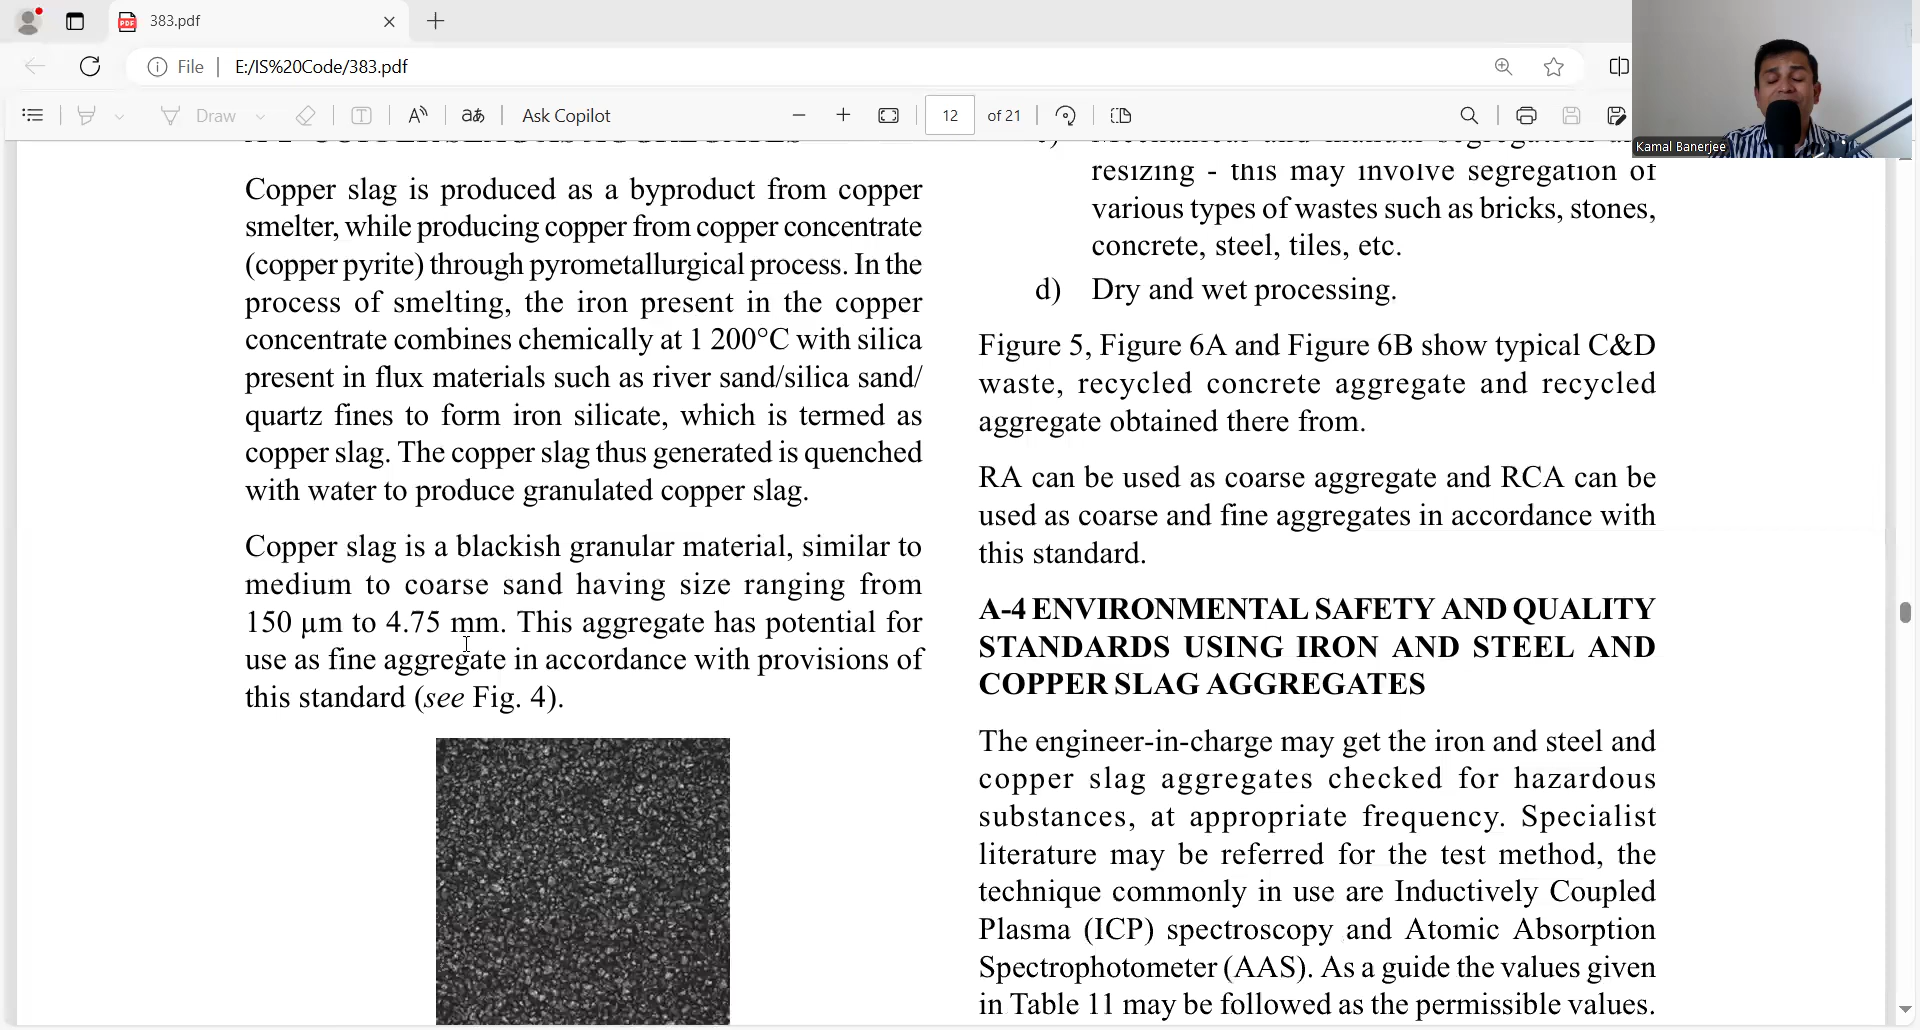 383.pdf
File
E:/IS%20Code/383.pdf
Draw
aあ
Ask Copilot
12
of 21
Kamal Banerjee
Copper slag is produced as a byproduct from copper
smelter, while producing copper from copper concentrate
(copper pyrite) through pyrometallurgical process. In the
process of smelting, the iron present in the copper
concentrate combines chemically at 1 200°C with silica
present in flux materials such as river sand/silica sand/
quartz fines to form iron silicate, which is termed as
copper slag. The copper slag thus generated is quenched
with water to produce granulated copper slag.
Copper slag is a blackish granular material, similar to
medium to coarse sand having size ranging from
150 µm to 4.75 mm. This aggregate has potential for
use as fine aggregate in accordance with provisions of
this standard (see Fig. 4).
resizing - this may involve segregation of
various types of wastes such as bricks, stones,
concrete, steel, tiles, etc.
d) Dry and wet processing.
Figure 5, Figure 6A and Figure 6B show typical C&D
waste, recycled concrete aggregate and recycled
aggregate obtained there from.
RA can be used as coarse aggregate and RCA can be
used as coarse and fine aggregates in accordance with
this standard.
A-4 ENVIRONMENTAL SAFETY AND QUALITY
STANDARDS USING IRON AND STEEL AND
COPPER SLAG AGGREGATES
The engineer-in-charge may get the iron and steel and
copper slag aggregates checked for hazardous
substances, at appropriate frequency. Specialist
literature may be referred for the test method, the
technique commonly in use are Inductively Coupled
Plasma (ICP) spectroscopy and Atomic Absorption
Spectrophotometer (AAS). As a guide the values given
in Table 11 may be followed as the permissible values.